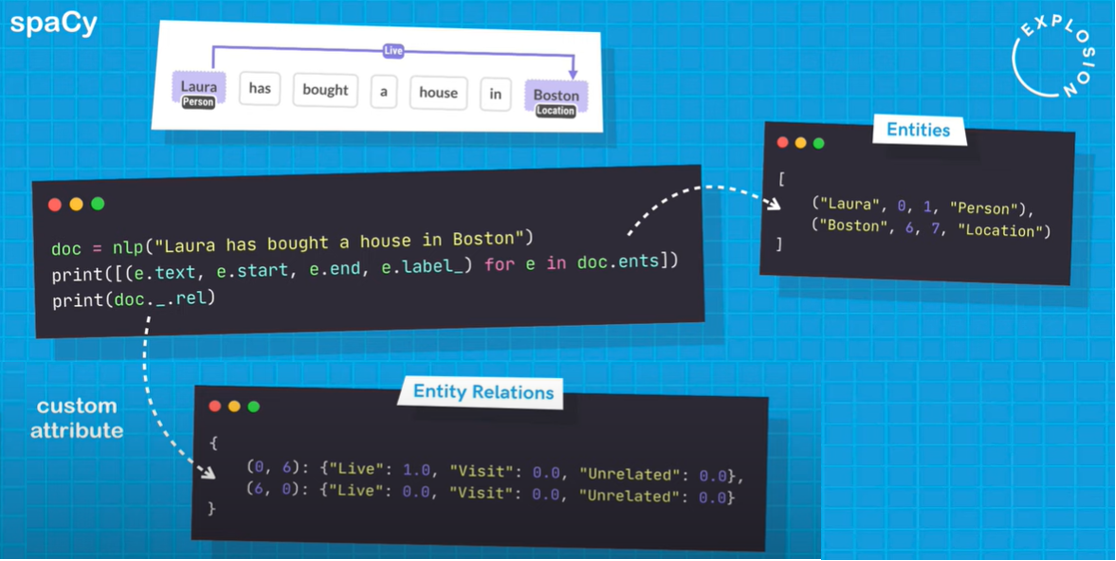 spaCy
EXPLOSION
Live
Laura has bought a house in Boston
Person Location
Entities
[
("Laura", 0, 1, "Person"),
("Boston", 6, 7, "Location")
]
doc = nlp("Laura has bought a house in Boston")
print([(e.text, e.start, e.end, e.label_) for e in doc.ents])
print(doc._.rel)
custom
attribute
Entity Relations
{
(0, 6): {"Live": 1.0, "Visit": 0.0, "Unrelated": 0.0},
(6, 0): {"Live": 0.0, "Visit": 0.0, "Unrelated": 0.0}
}